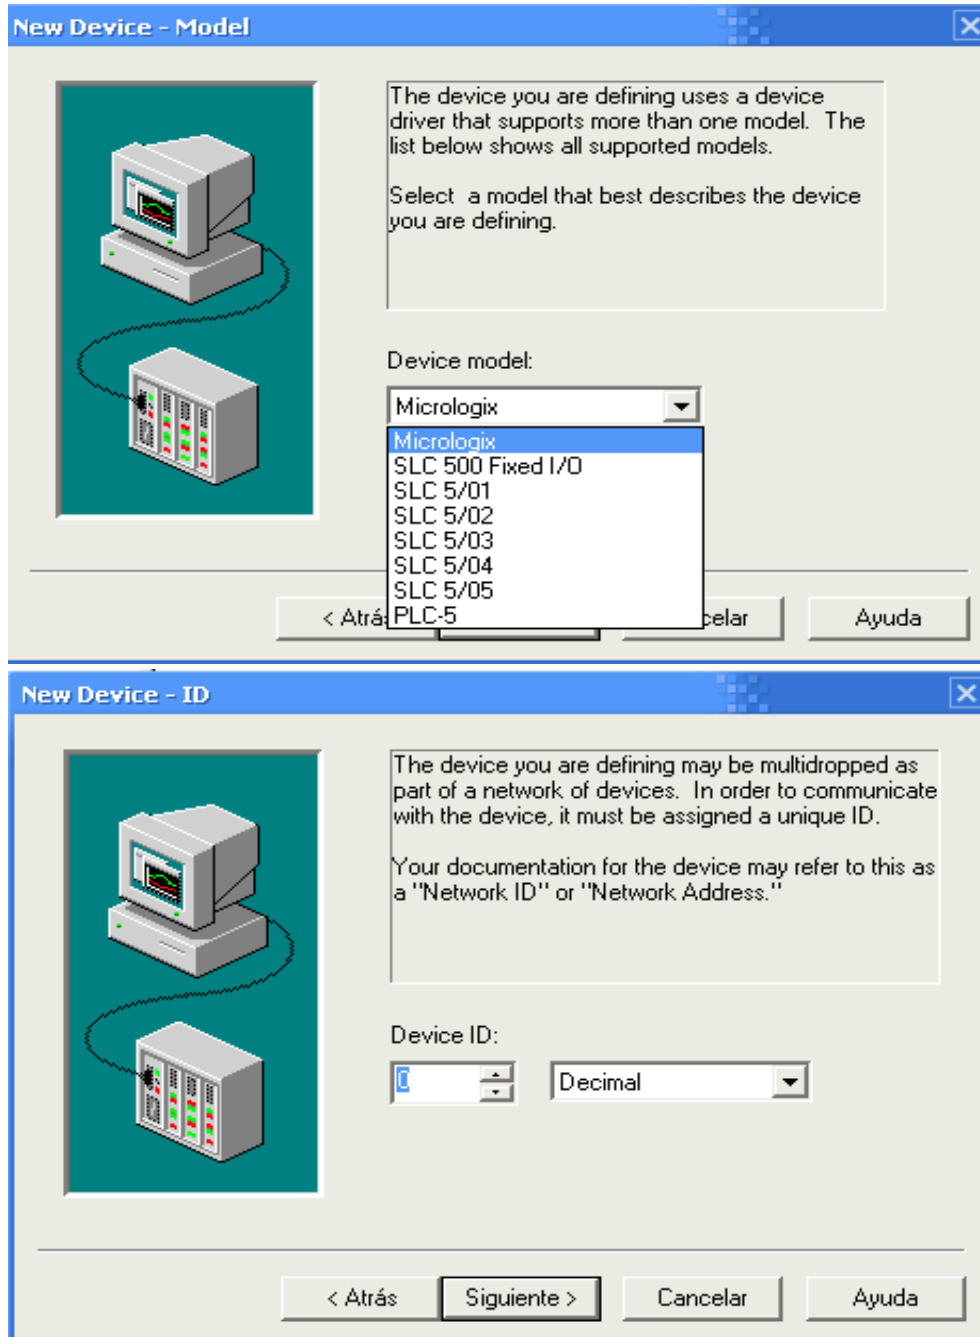 New Device - Model
The device you are defining uses a device
driver that supports more than one model. The
list below shows all supported models.
Select a model that best describes the device
you are defining.
Device model:
Micrologix
Micrologix
SLC 500 Fixed I/O
SLC 5/01
SLC 5/02
SLC 5/03
SLC 5/04
SLC 5/05
PLC-5
< Atrás
celar
Ayuda
New Device - ID
The device you are defining may be multidropped as
part of a network of devices. In order to communicate
with the device, it must be assigned a unique ID.
Your documentation for the device may refer to this as
a "Network ID" or "Network Address."
Device ID:
0
Decimal
< Atrás
Siguiente >
Cancelar
Ayuda